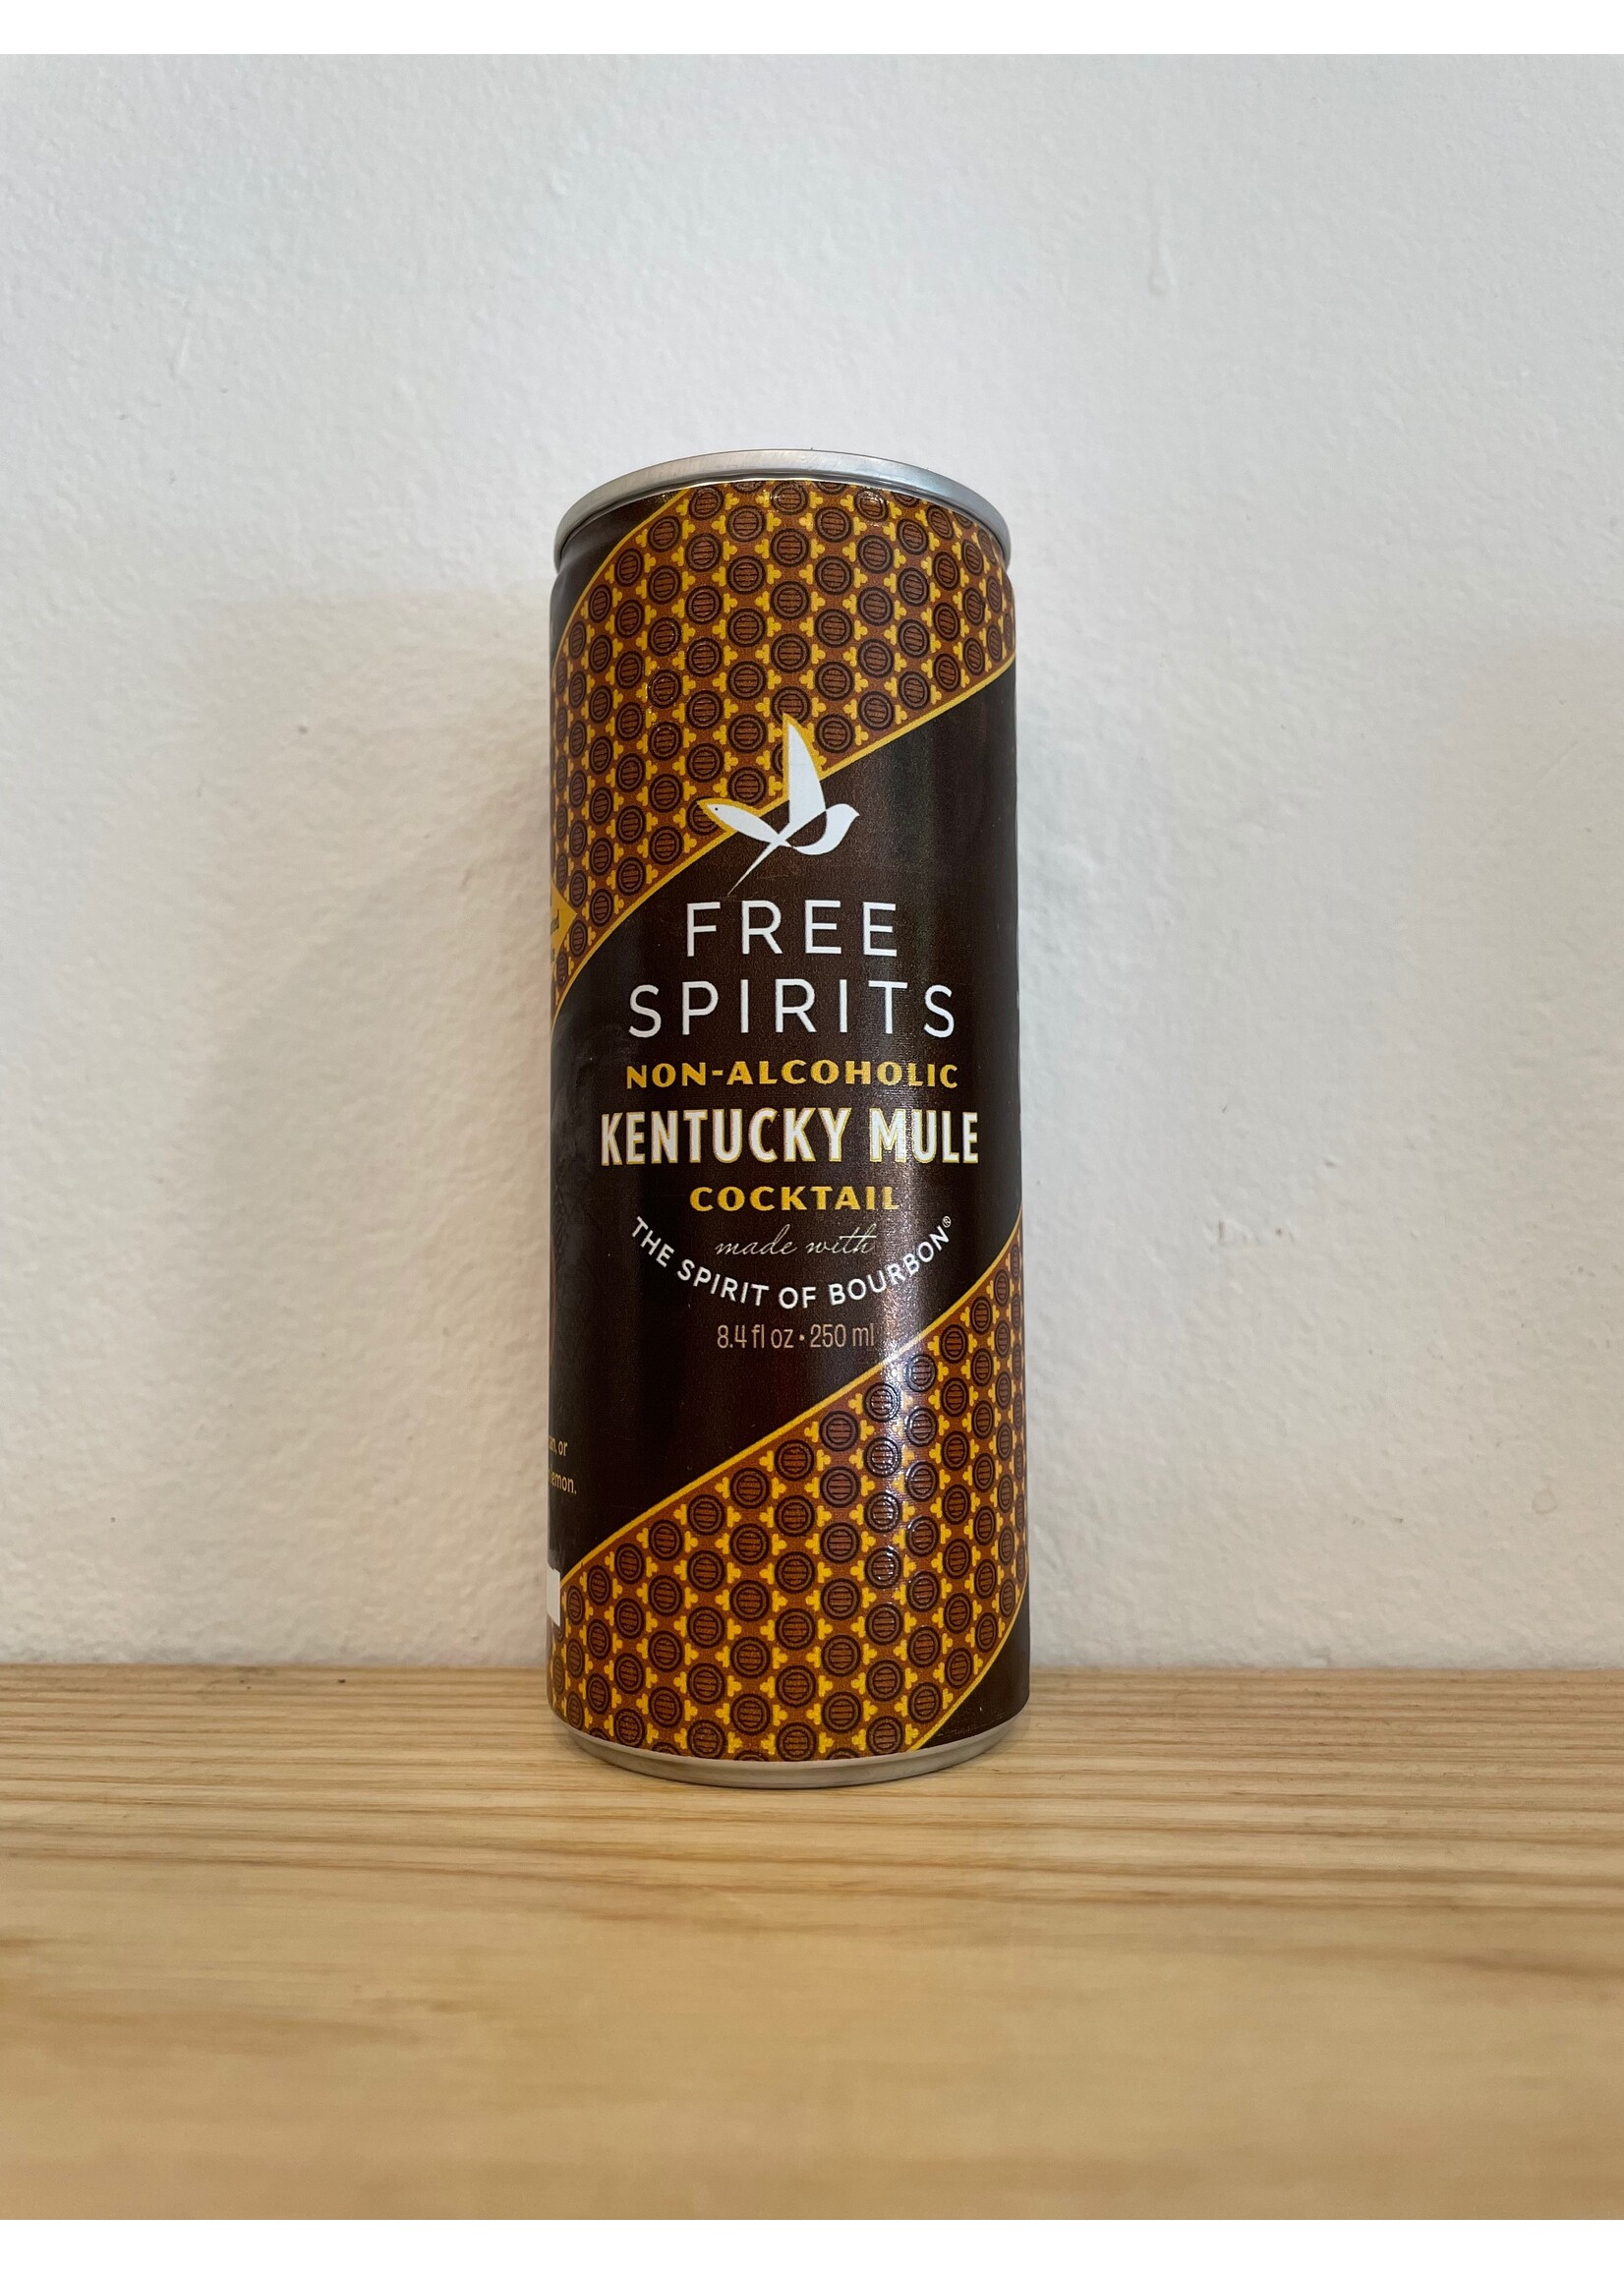 FREE
SPIRITS
NON-ALCOHOLIC
KENTUCKY MULE
COCKTAIL
made with
THE SPIRIT OF BOURBON®
8.4 fl oz • 250 ml
or